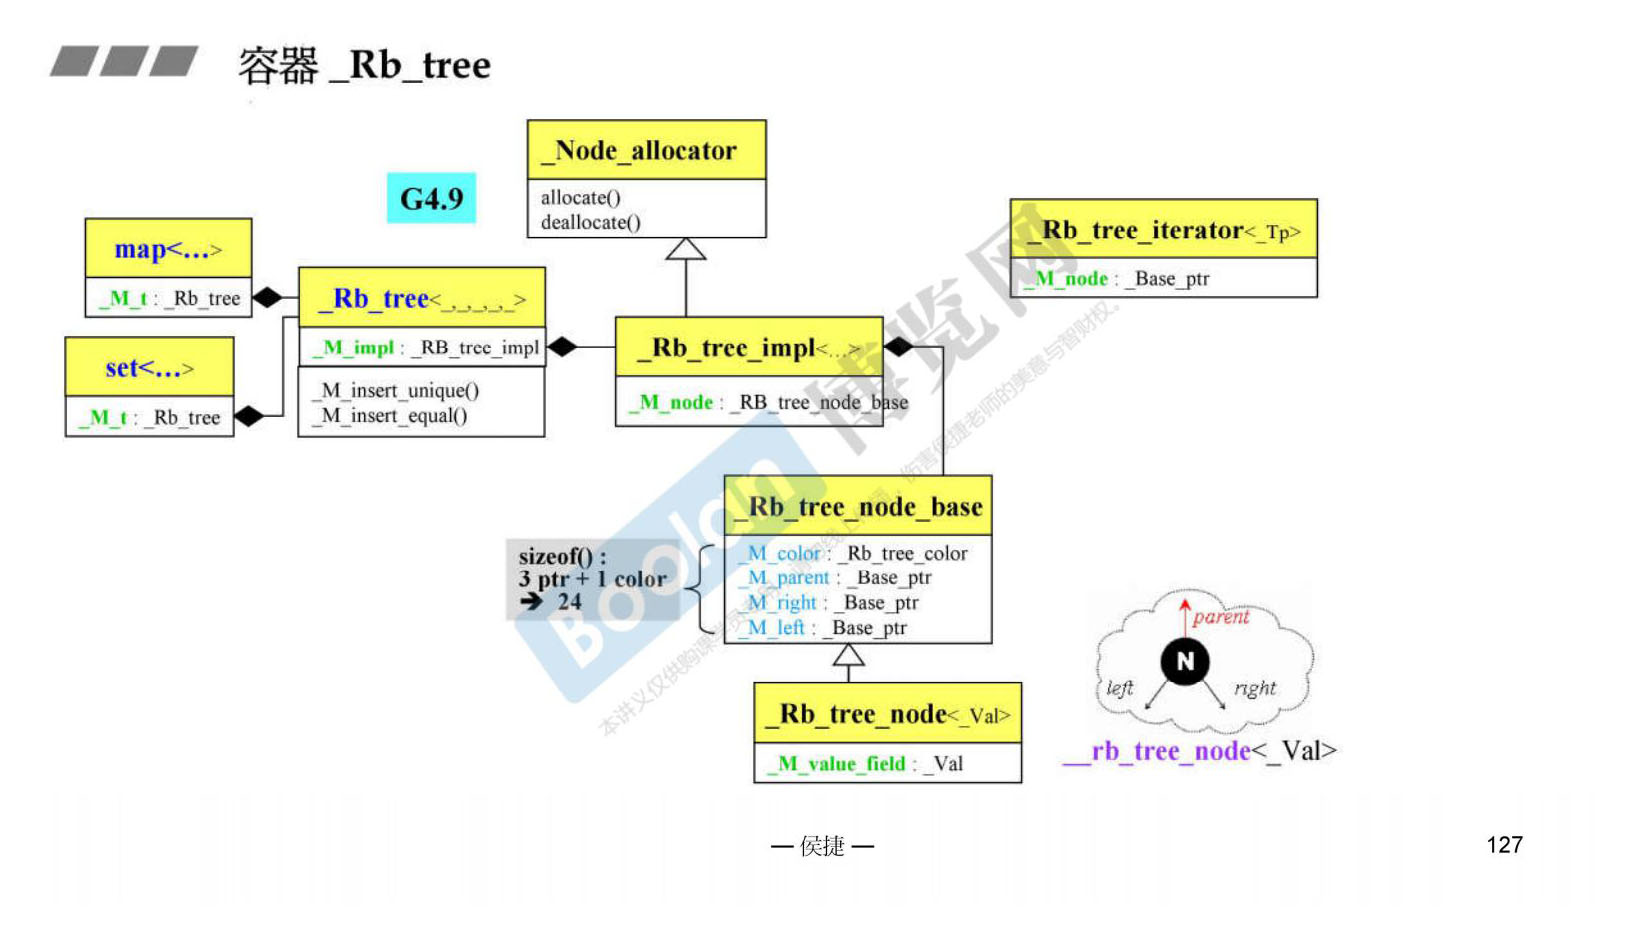 容器 _Rb_tree
G4.9
_Node_allocator
allocate()
deallocate()
map<...>
_M_t : _Rb_tree
set<...>
_M_t : _Rb_tree
_Rb_tree<_,_,_,_,_>
_M_impl : _RB_tree_impl
_M_insert_unique()
_M_insert_equal()
_Rb_tree_impl<...>
_M_node : _RB_tree_node_base
_Rb_tree_iterator<_Tp>
_M_node : _Base_ptr
_Rb_tree_node_base
_M_color : _Rb_tree_color
_M_parent : _Base_ptr
_M_right : _Base_ptr
_M_left : _Base_ptr
sizeof() :
3 ptr + 1 color
➔ 24
_Rb_tree_node<_Val>
_M_value_field : _Val
parent
N
left
right
__rb_tree_node<_Val>
Boolan 博览网
本讲义仅供购课学员 伤害侯捷老师的美意与智财权.
— 侯捷 —
127